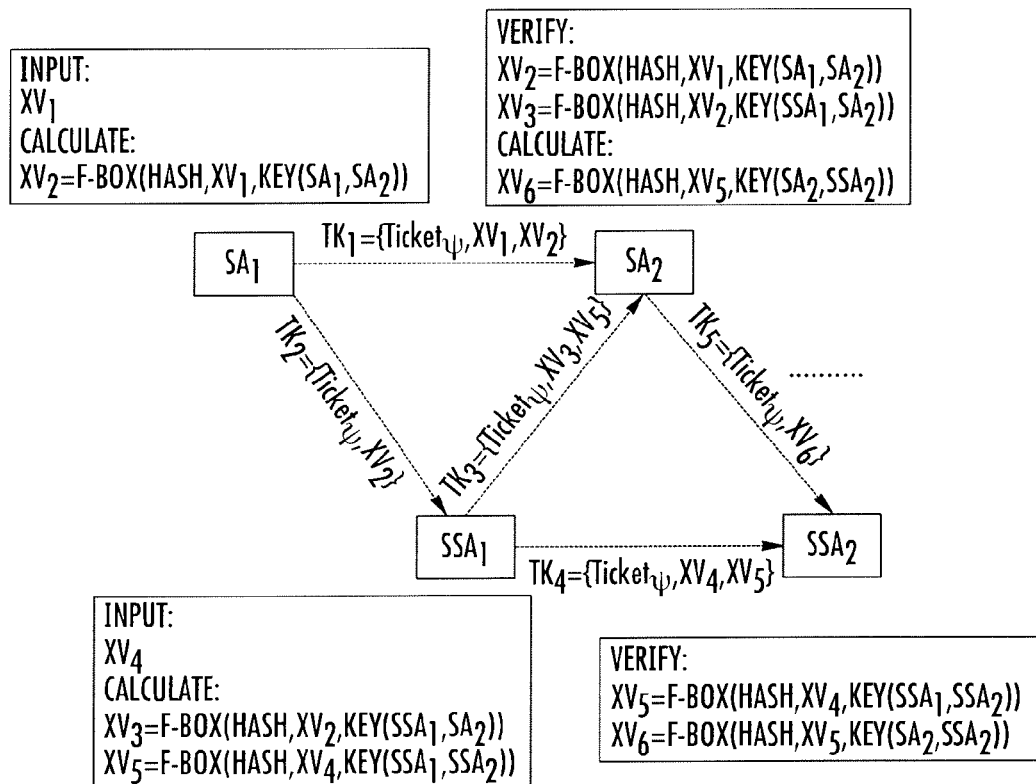 INPUT:
XV1
CALCULATE:
XV2=F-BOX(HASH,XV1,KEY(SA1,SA2))
VERIFY:
XV2=F-BOX(HASH,XV1,KEY(SA1,SA2))
XV3=F-BOX(HASH,XV2,KEY(SSA1,SA2))
CALCULATE:
XV6=F-BOX(HASH,XV5,KEY(SA2,SSA2))
SA1
TK1={Ticketψ,XV1,XV2}
SA2
TK2={Ticketψ,XV2}
TK3={Ticketψ,XV3,XV5}
TK5={Ticketψ,XV6}
..........
SSA1
TK4={Ticketψ,XV4,XV5}
SSA2
INPUT:
XV4
CALCULATE:
XV3=F-BOX(HASH,XV2,KEY(SSA1,SA2))
XV5=F-BOX(HASH,XV4,KEY(SSA1,SSA2))
VERIFY:
XV5=F-BOX(HASH,XV4,KEY(SSA1,SSA2))
XV6=F-BOX(HASH,XV5,KEY(SA2,SSA2))